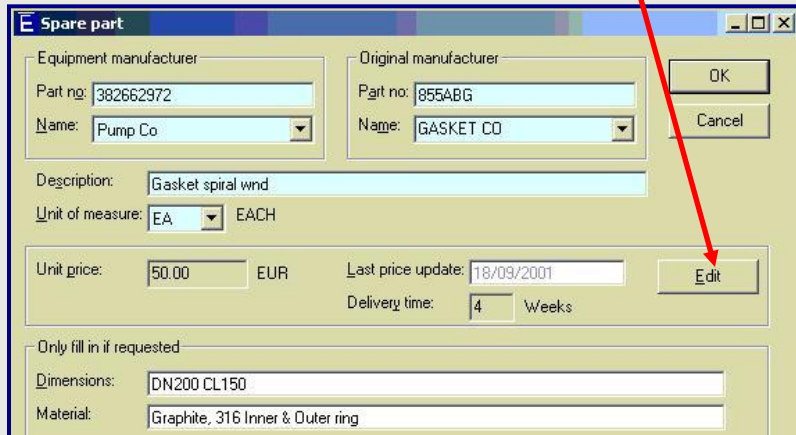 E Spare part
Equipment manufacturer
Part no: 382662972
Name: Pump Co
Original manufacturer
Part no: 855ABG
Name: GASKET CO
OK
Cancel
Description: Gasket spiral wnd
Unit of measure: EA EACH
Unit price: 50.00 EUR
Last price update: 18/09/2001
Delivery time: 4 Weeks
Edit
Only fill in if requested
Dimensions: DN200 CL150
Material: Graphite, 316 Inner & Outer ring